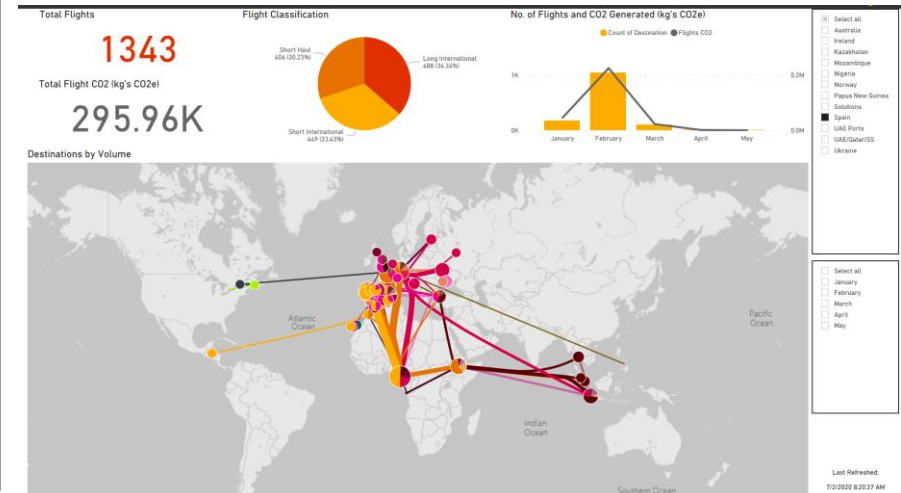 Total Flights
1343
Total Flight CO2 (kg's CO2e)
295.96K
Flight Classification
Short Haul
456 (30.23%)
Long International
488 (36.34%)
Short International
449 (33.43%)
No. of Flights and CO2 Generated (kg's CO2e)
Count of Destination Flights CO2
1K
0K
0.2M
0.0M
January February March April May
Destinations by Volume
Atlantic
Ocean
Pacific
Ocean
Indian
Ocean
Southern Ocean
Select all
Australia
Ireland
Kazakhstan
Mozambique
Nigeria
Norway
Papua New Guinea
Solutions
Spain
UAE Ports
UAE/Qatar/SS
Ukraine
Select all
January
February
March
April
May
Last Refreshed:
7/2/2020 8:20:37 AM